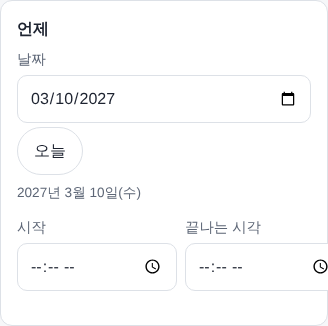 언제
날짜
03/10/2027
오늘
2027년 3월 10일(수)
시작 끝나는 시각
--:-- -- --:-- --